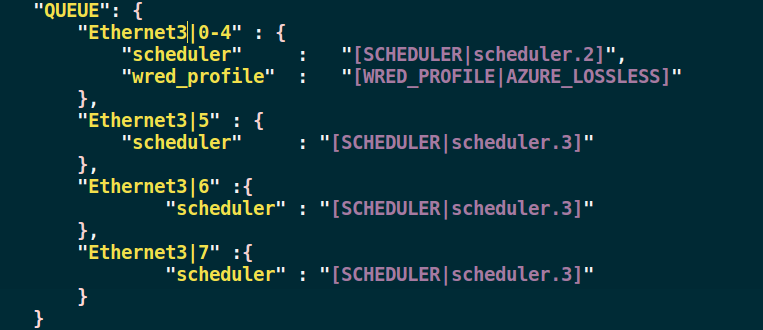 "QUEUE": {
"Ethernet3|0-4" : {
"scheduler" : "[SCHEDULER|scheduler.2]",
"wred_profile" : "[WRED_PROFILE|AZURE_LOSSLESS]"
},
"Ethernet3|5" : {
"scheduler" : "[SCHEDULER|scheduler.3]"
},
"Ethernet3|6" :{
"scheduler" : "[SCHEDULER|scheduler.3]"
},
"Ethernet3|7" :{
"scheduler" : "[SCHEDULER|scheduler.3]"
}
}